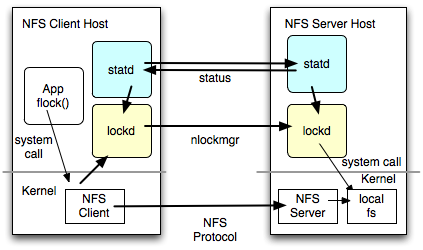 NFS Client Host
NFS Server Host
statd
statd
status
App
flock()
lockd
lockd
nlockmgr
system
call
system call
Kernel
Kernel
NFS
Client
NFS
Server
local
fs
NFS
Protocol